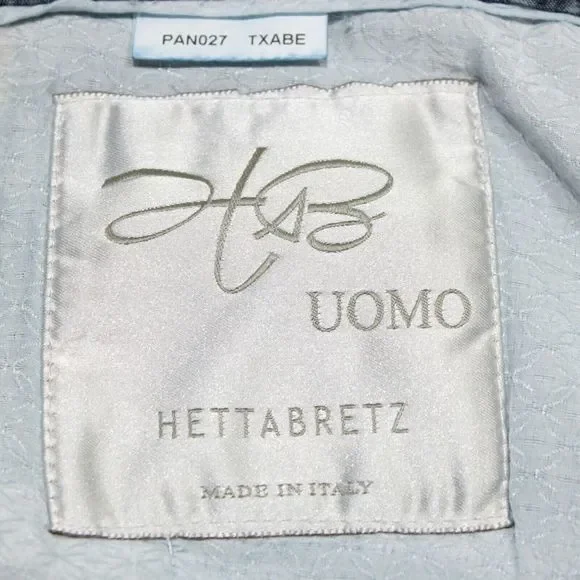 PAN027 TXABE
H&B
UOMO
HETTABRETZ
MADE IN ITALY